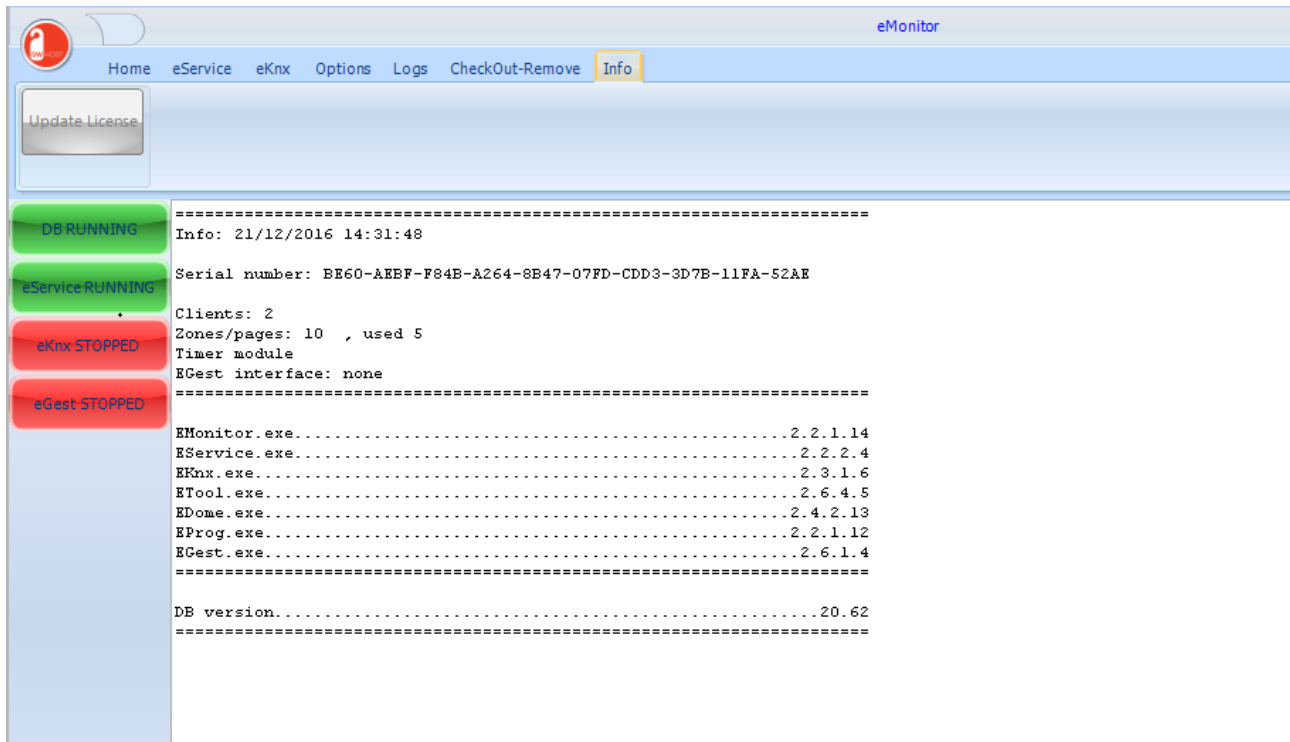 eMonitor
a
GW HOST
Home eService eKnx Options Logs CheckOut-Remove Info
Update License
DB RUNNING
eService RUNNING
eKnx STOPPED
eGest STOPPED
======================================================================
Info: 21/12/2016 14:31:48
Serial number: BE60-AEBF-F84B-A264-8B47-07FD-CDD3-3D7B-11FA-52AE
Clients: 2
Zones/pages: 10  , used 5
Timer module
EGest interface: none
======================================================================
EMonitor.exe..................................................2.2.1.14
EService.exe...................................................2.2.2.4
EKnx.exe.......................................................2.3.1.6
ETool.exe......................................................2.6.4.5
EDome.exe.....................................................2.4.2.13
EProg.exe.....................................................2.2.1.12
EGest.exe......................................................2.6.1.4
======================================================================
DB version.......................................................20.62
======================================================================